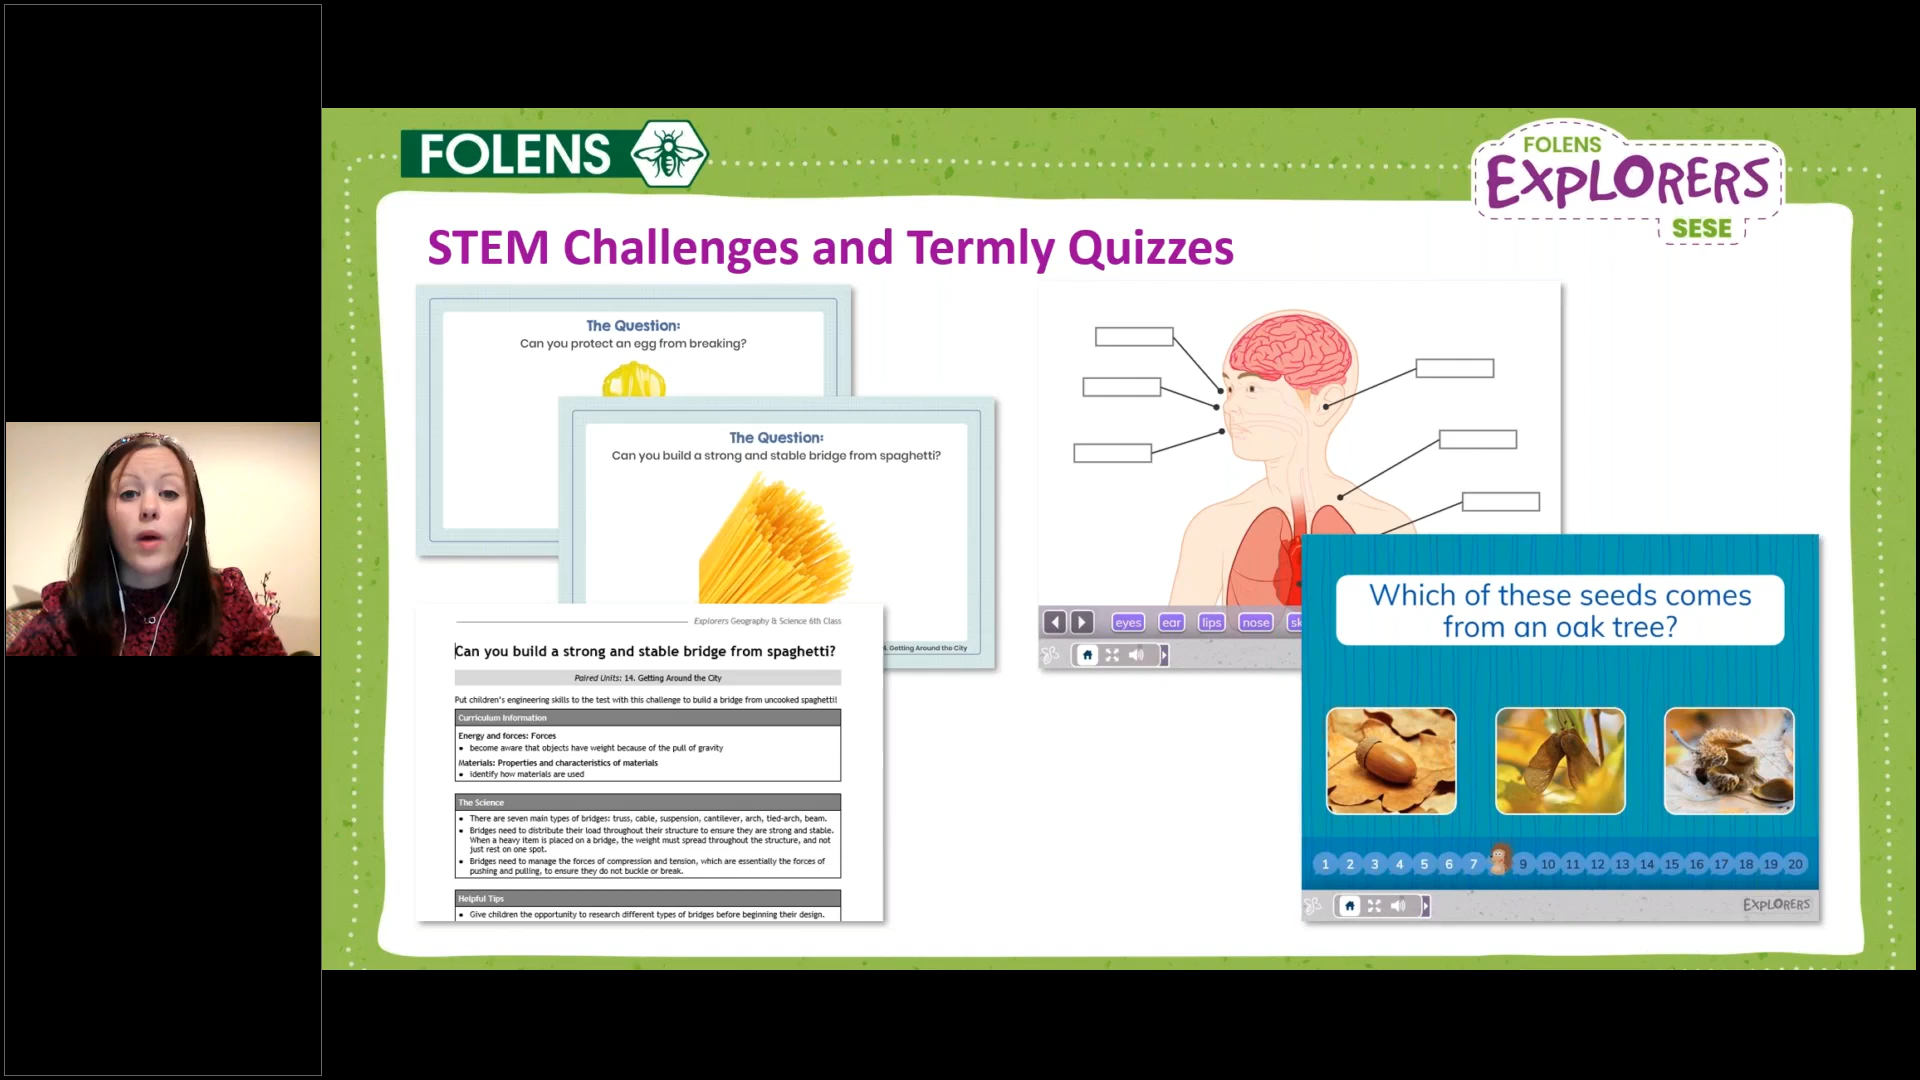 FOLENS
FOLENS
EXPLORERS
SESE
STEM Challenges and Termly Quizzes
The Question:
Can you protect an egg from breaking?
The Question:
Can you build a strong and stable bridge from spaghetti?
4. Getting Around the City
Explorers Geography & Science 6th Class
Can you build a strong and stable bridge from spaghetti?
Paired Units: 14. Getting Around the City
Put children's engineering skills to the test with this challenge to build a bridge from uncooked spaghetti!
Curriculum Information
Energy and forces: Forces
• become aware that objects have weight because of the pull of gravity
Materials: Properties and characteristics of materials
• identify how materials are used
The Science
• There are seven main types of bridges: truss, cable, suspension, cantilever, arch, tied-arch, beam.
• Bridges need to distribute their load throughout their structure to ensure they are strong and stable.
When a heavy item is placed on a bridge, the weight must spread throughout the structure, and not
just rest on one spot.
• Bridges need to manage the forces of compression and tension, which are essentially the forces of
pushing and pulling, to ensure they do not buckle or break.
Helpful Tips
• Give children the opportunity to research different types of bridges before beginning their design.
eyes ear lips nose sk
Which of these seeds comes
from an oak tree?
1 2 3 4 5 6 7 9 10 11 12 13 14 15 16 17 18 19 20
EXPLORERS